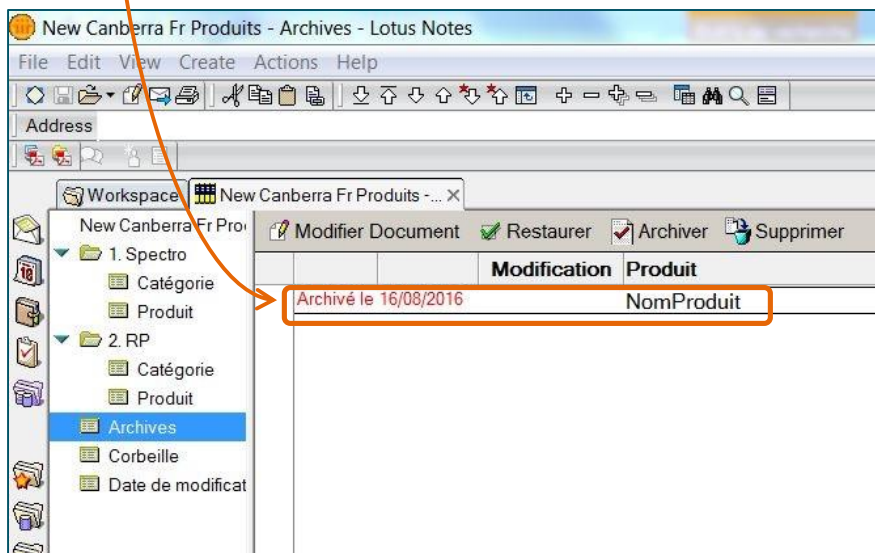 New Canberra Fr Produits - Archives - Lotus Notes
File Edit View Create Actions Help
Address
Workspace New Canberra Fr Produits -...
New Canberra Fr Pro
Modifier Document Restaurer Archiver Supprimer
1. Spectro
Catégorie
Produit
2. RP
Catégorie
Produit
Archives
Corbeille
Date de modificat
Modification Produit
Archivé le 16/08/2016 NomProduit